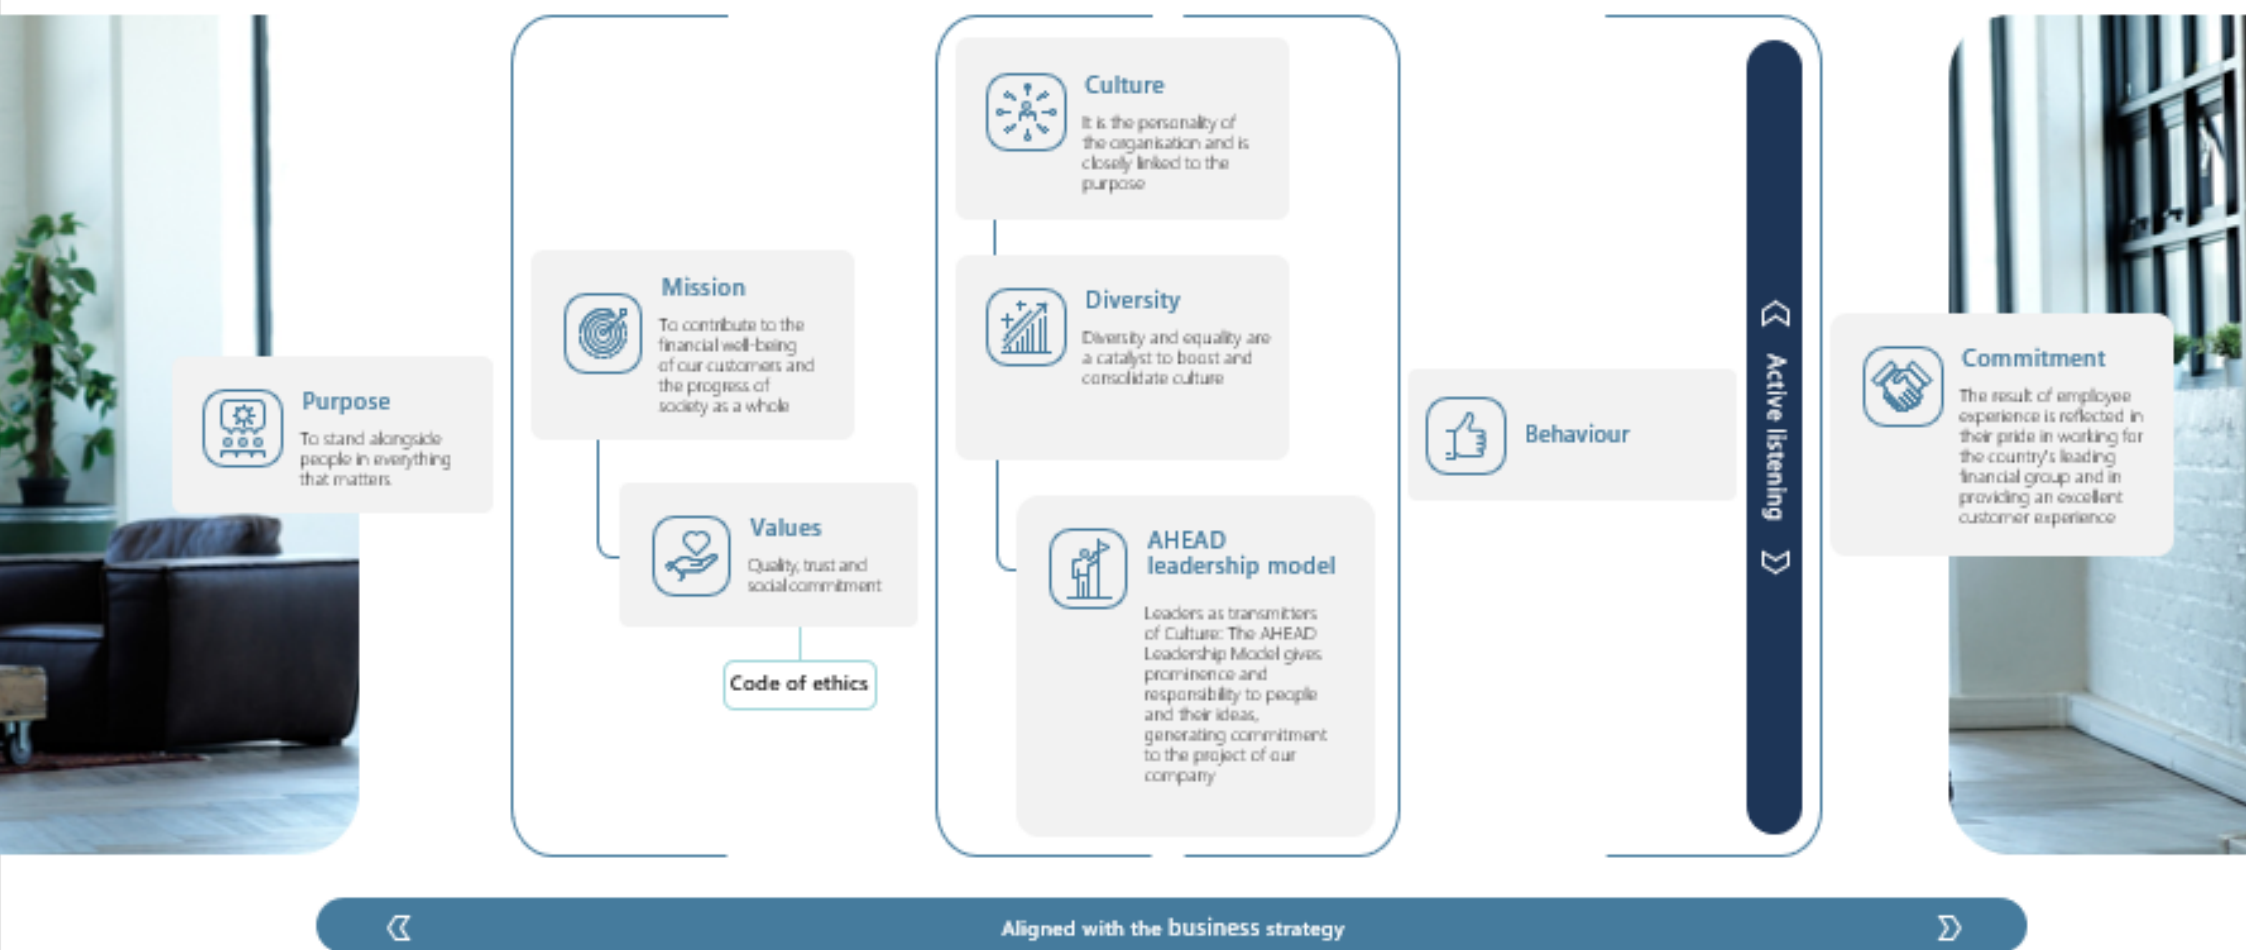 Purpose
To stand alongside
people in everything
that matters.
Mission
To contribute to the
financial well-being
of our customers and
the progress of
society as a whole
Values
Quality, trust and
social commitment
Code of ethics
Culture
It is the personality of
the organisation and is
closely linked to the
purpose
Diversity
Diversity and equality are
a catalyst to boost and
consolidate culture
AHEAD
leadership model
Leaders as transmitters
of Culture: The AHEAD
Leadership Model gives
prominence and
responsibility to people
and their ideas,
generating commitment
to the project of our
company
Behaviour
Active listening
Commitment
The result of employee
experience is reflected in
their pride in working for
the country's leading
financial group and in
providing an excellent
customer experience
Aligned with the business strategy